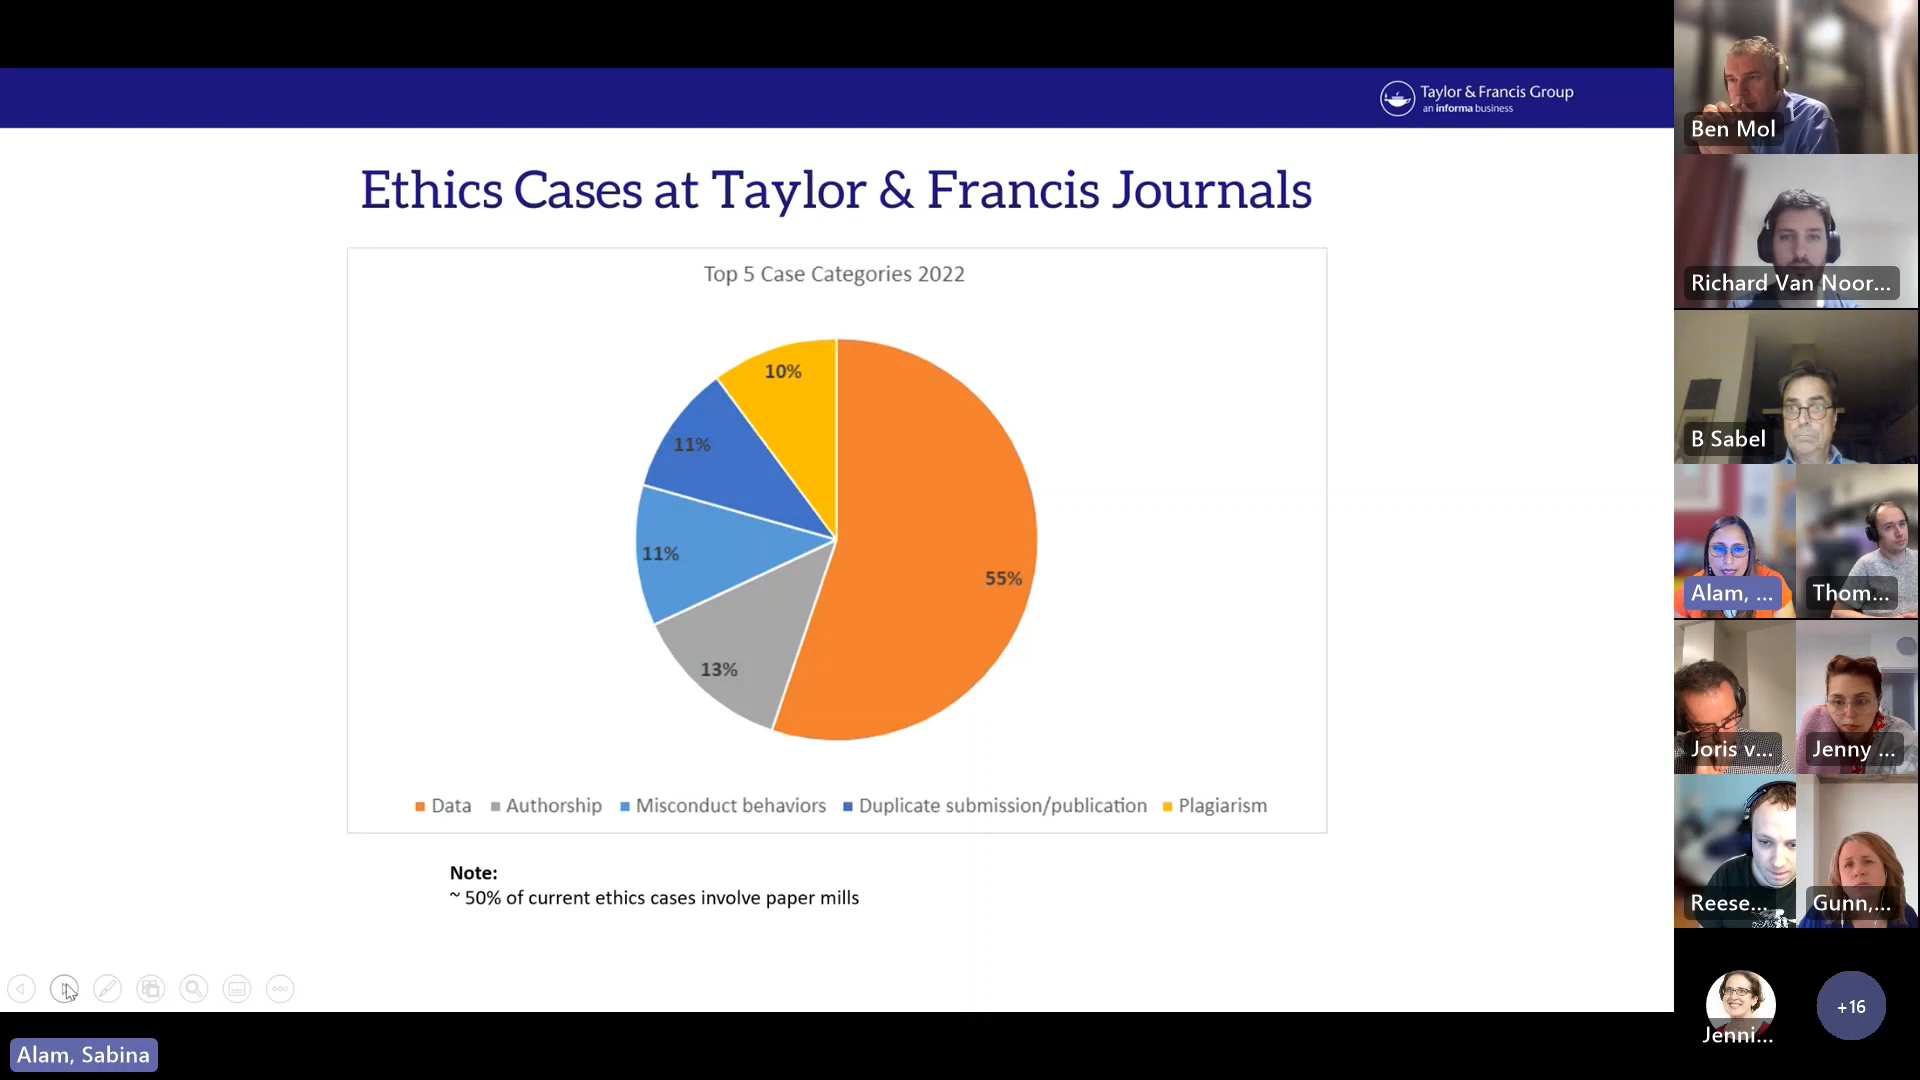 Taylor & Francis Group
an informa business
Ethics Cases at Taylor & Francis Journals
Top 5 Case Categories 2022
10%
11%
11%
55%
13%
Data
Authorship
Misconduct behaviors
Duplicate submission/publication
Plagiarism
Note:
~ 50% of current ethics cases involve paper mills
Alam, Sabina
Ben Mol
Richard Van Noor...
B Sabel
Alam, ...
Thom...
Joris v...
Jenny ...
Reese...
Gunn,...
Jenni...
+16